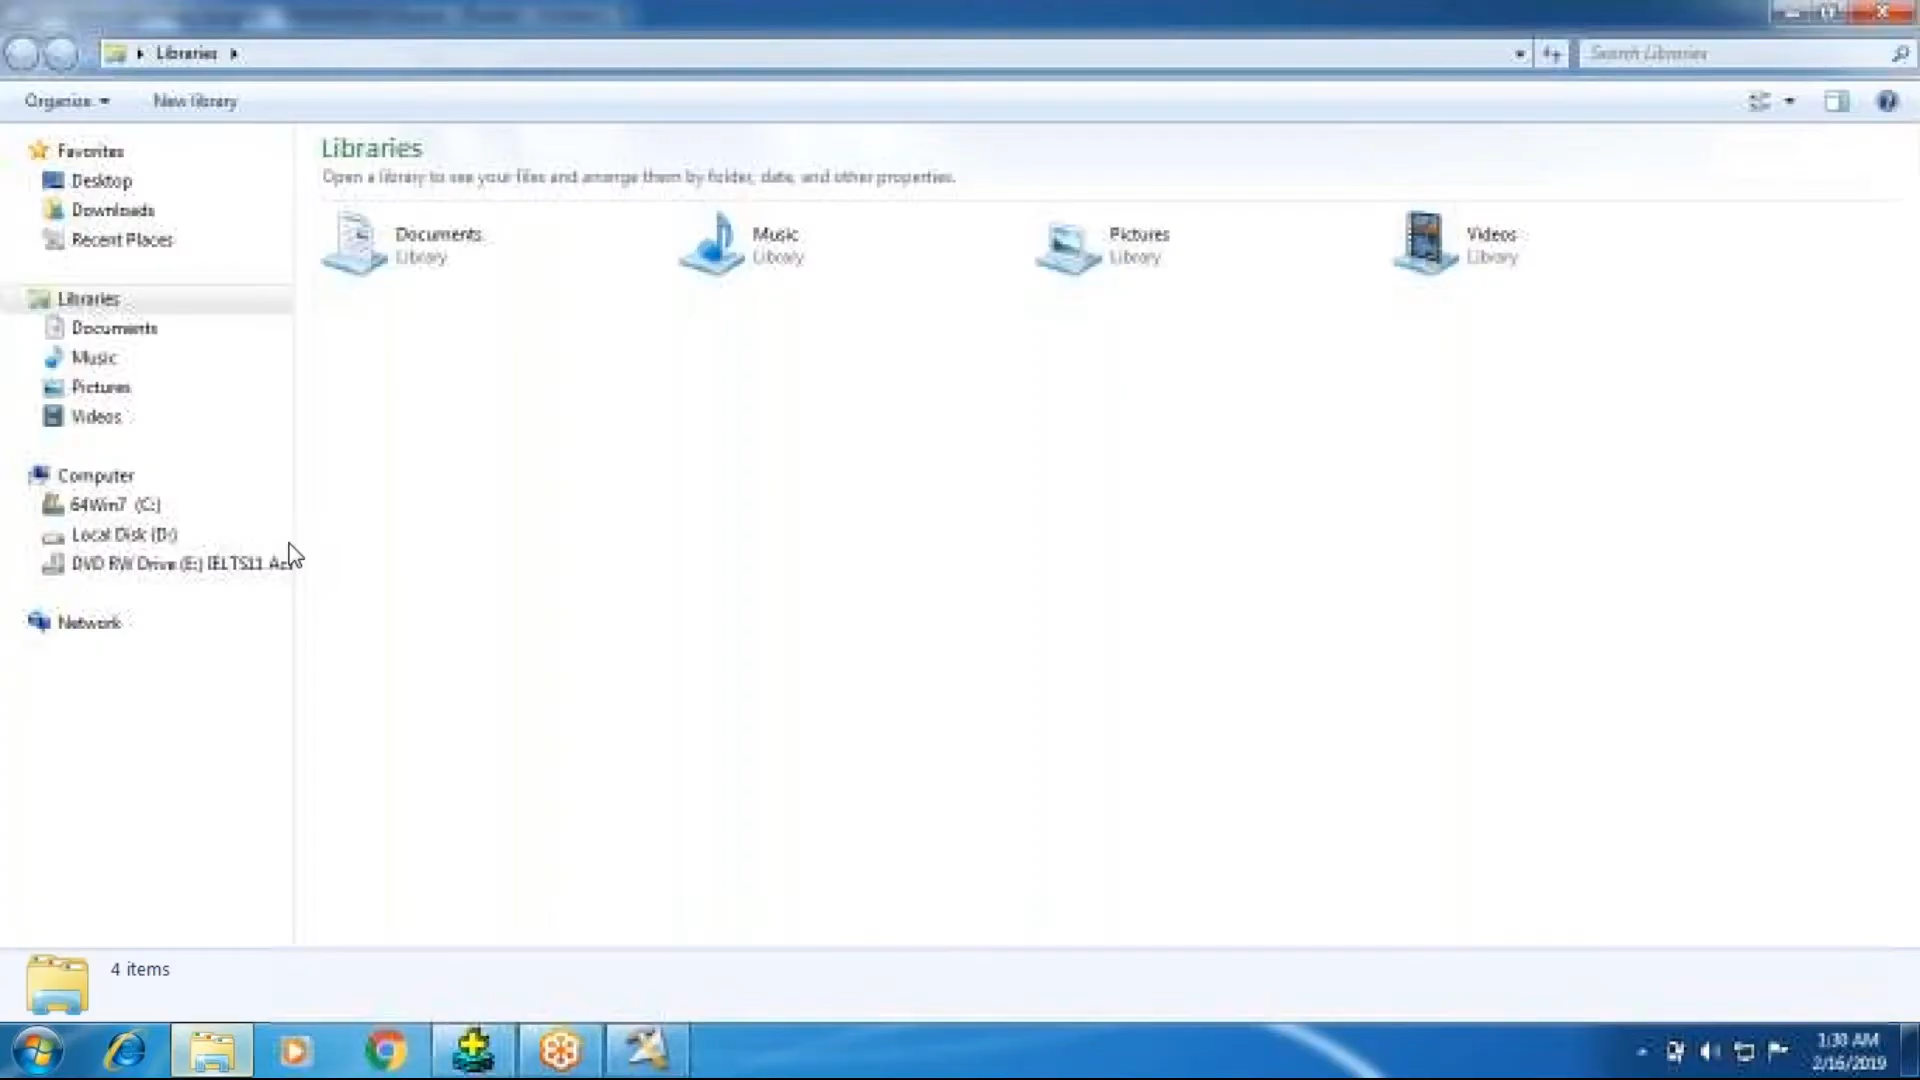 Libraries
Search Libraries
Organize
New library
Favorites
Desktop
Downloads
Recent Places
Libraries
Documents
Music
Pictures
Videos
Computer
64Win7 (C:)
Local Disk (D:)
DVD RW Drive (E:) IELTS11
Network
Libraries
Open a library to see your files and arrange them by folder, date, and other properties.
Documents
Library
Music
Library
Pictures
Library
Videos
Library
4 items
1:30 AM
2/16/2019